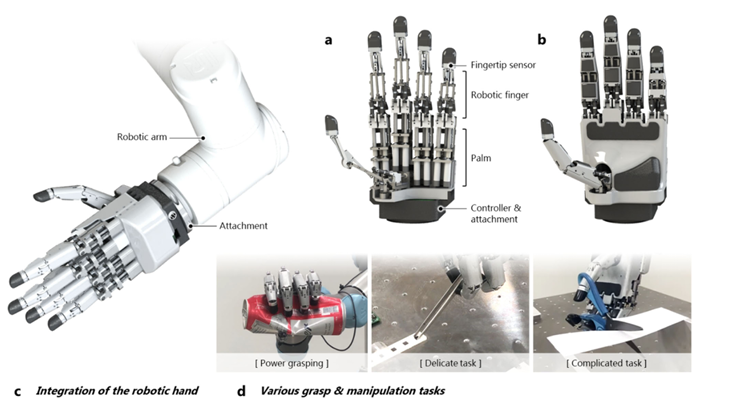 a
b
Fingertip sensor
Robotic finger
Robotic arm
Palm
Controller &
attachment
Attachment
[ Power grasping ]
[ Delicate task ]
[ Complicated task ]
c Integration of the robotic hand
d Various grasp & manipulation tasks